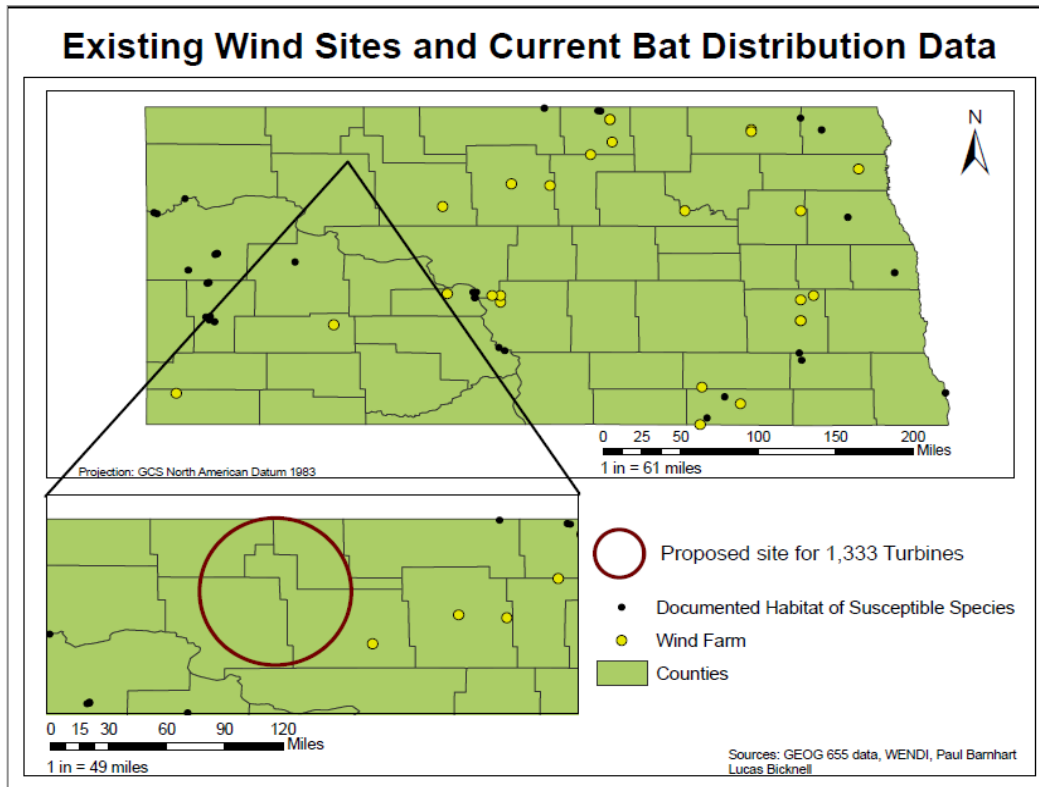 Existing Wind Sites and Current Bat Distribution Data
N
0 25 50 100 150 200
Miles
1 in = 61 miles
Projection: GCS North American Datum 1983
Proposed site for 1,333 Turbines
Documented Habitat of Susceptible Species
Wind Farm
Counties
0 15 30 60 90 120
Miles
1 in = 49 miles
Sources: GEOG 655 data, WENDI, Paul Barnhart
Lucas Bicknell